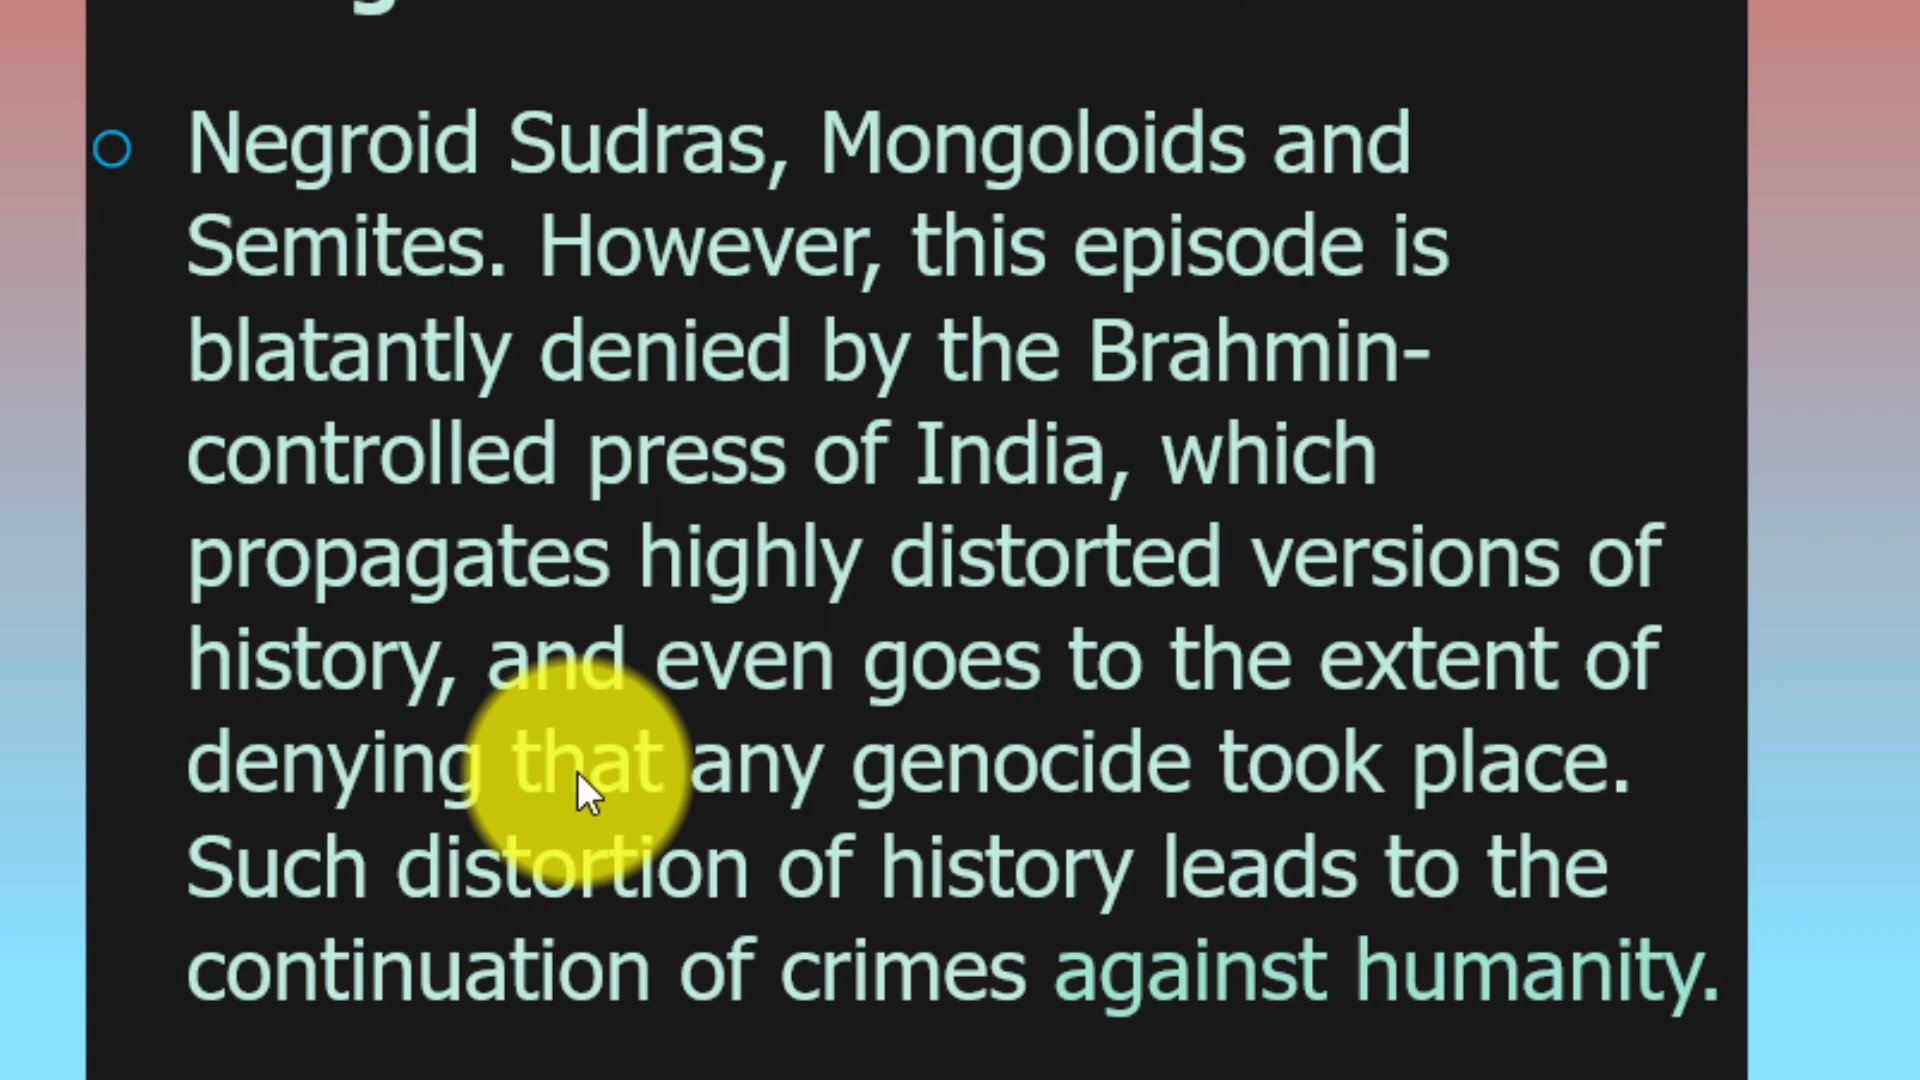 Negroid Sudras, Mongoloids and
Semites. However, this episode is
blatantly denied by the Brahmin-
controlled press of India, which
propagates highly distorted versions of
history, and even goes to the extent of
denying that any genocide took place.
Such distortion of history leads to the
continuation of crimes against humanity.